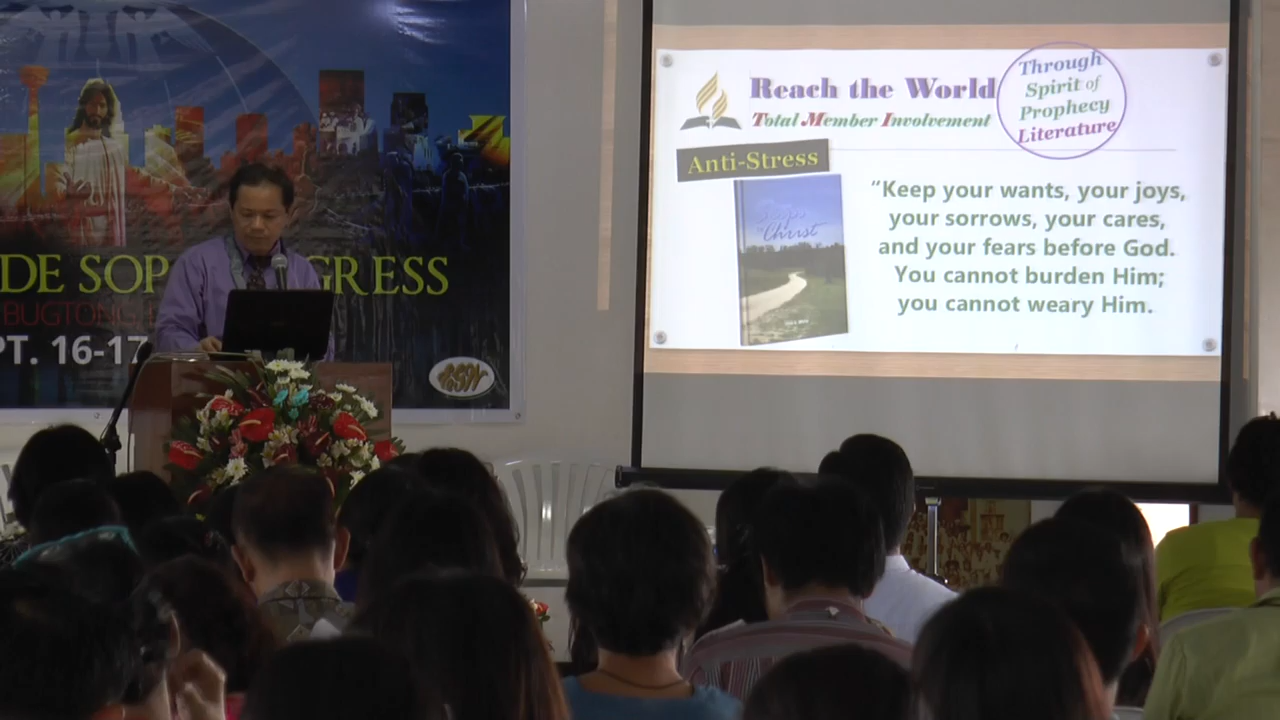 DE SOP
GRESS
BUGTONG
PT. 16-17
Reach the World
Total Member Involvement
Through
Spirit of
Prophecy
Literature
Anti-Stress
Steps
to Christ
“Keep your wants, your joys,
your sorrows, your cares,
and your fears before God.
You cannot burden Him;
you cannot weary Him.